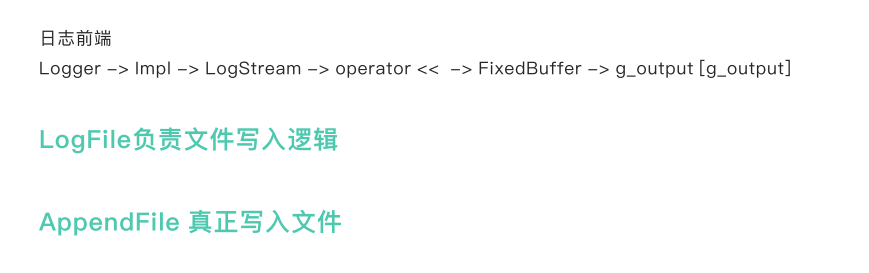 日志前端
Logger -> Impl -> LogStream -> operator << -> FixedBuffer -> g_output [g_output]
LogFile负责文件写入逻辑
AppendFile 真正写入文件